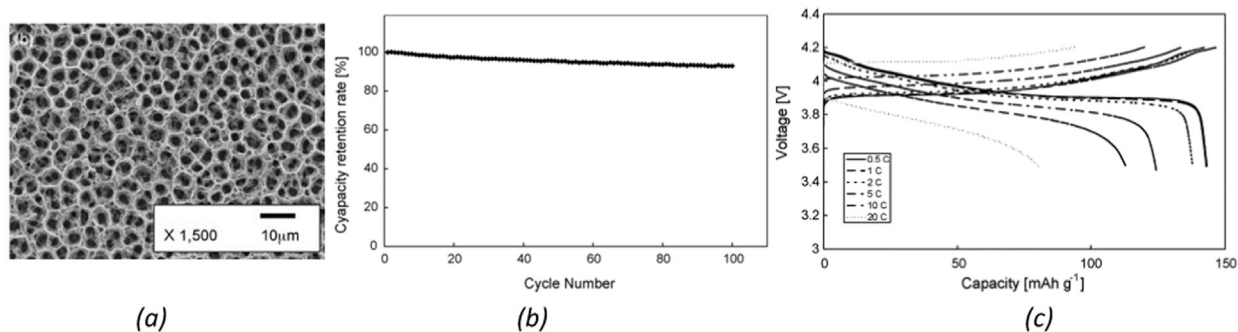 (b)
X 1,500
10μm
(a)
Cyapacity retention rate [%]
120
100
80
60
40
20
0
0
20
40
60
80
100
Cycle Number
(b)
Voltage [V]
4.4
4.2
4
3.8
3.6
3.4
3.2
3
0.5 C
1 C
2 C
5 C
10 C
20 C
0
50
100
150
Capacity [mAh g-1]
(c)